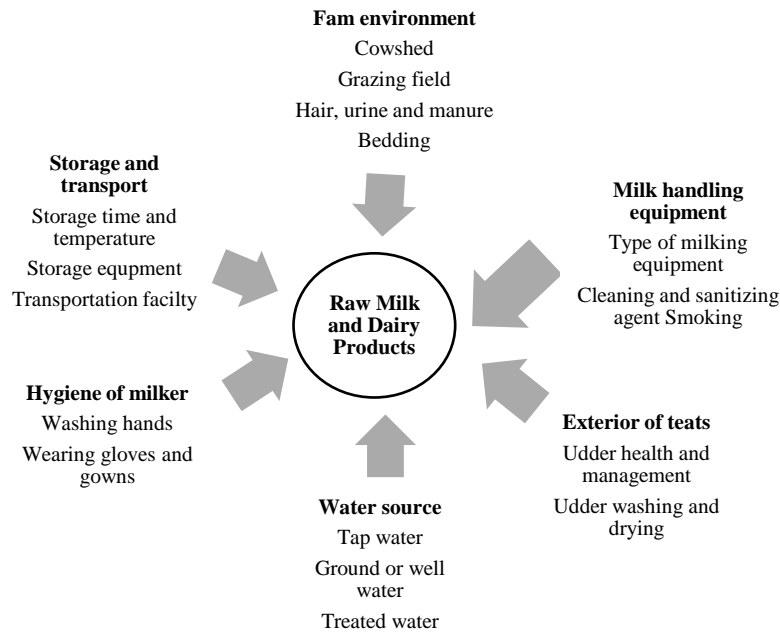 Fam environment
Cowshed
Grazing field
Hair, urine and manure
Bedding
Storage and
transport
Storage time and
temperature
Storage equpment
Transportation facilty
Milk handling
equipment
Type of milking
equipment
Cleaning and sanitizing
agent Smoking
Raw Milk
and Dairy
Products
Hygiene of milker
Washing hands
Wearing gloves and
gowns
Exterior of teats
Udder health and
management
Udder washing and
drying
Water source
Tap water
Ground or well
water
Treated water